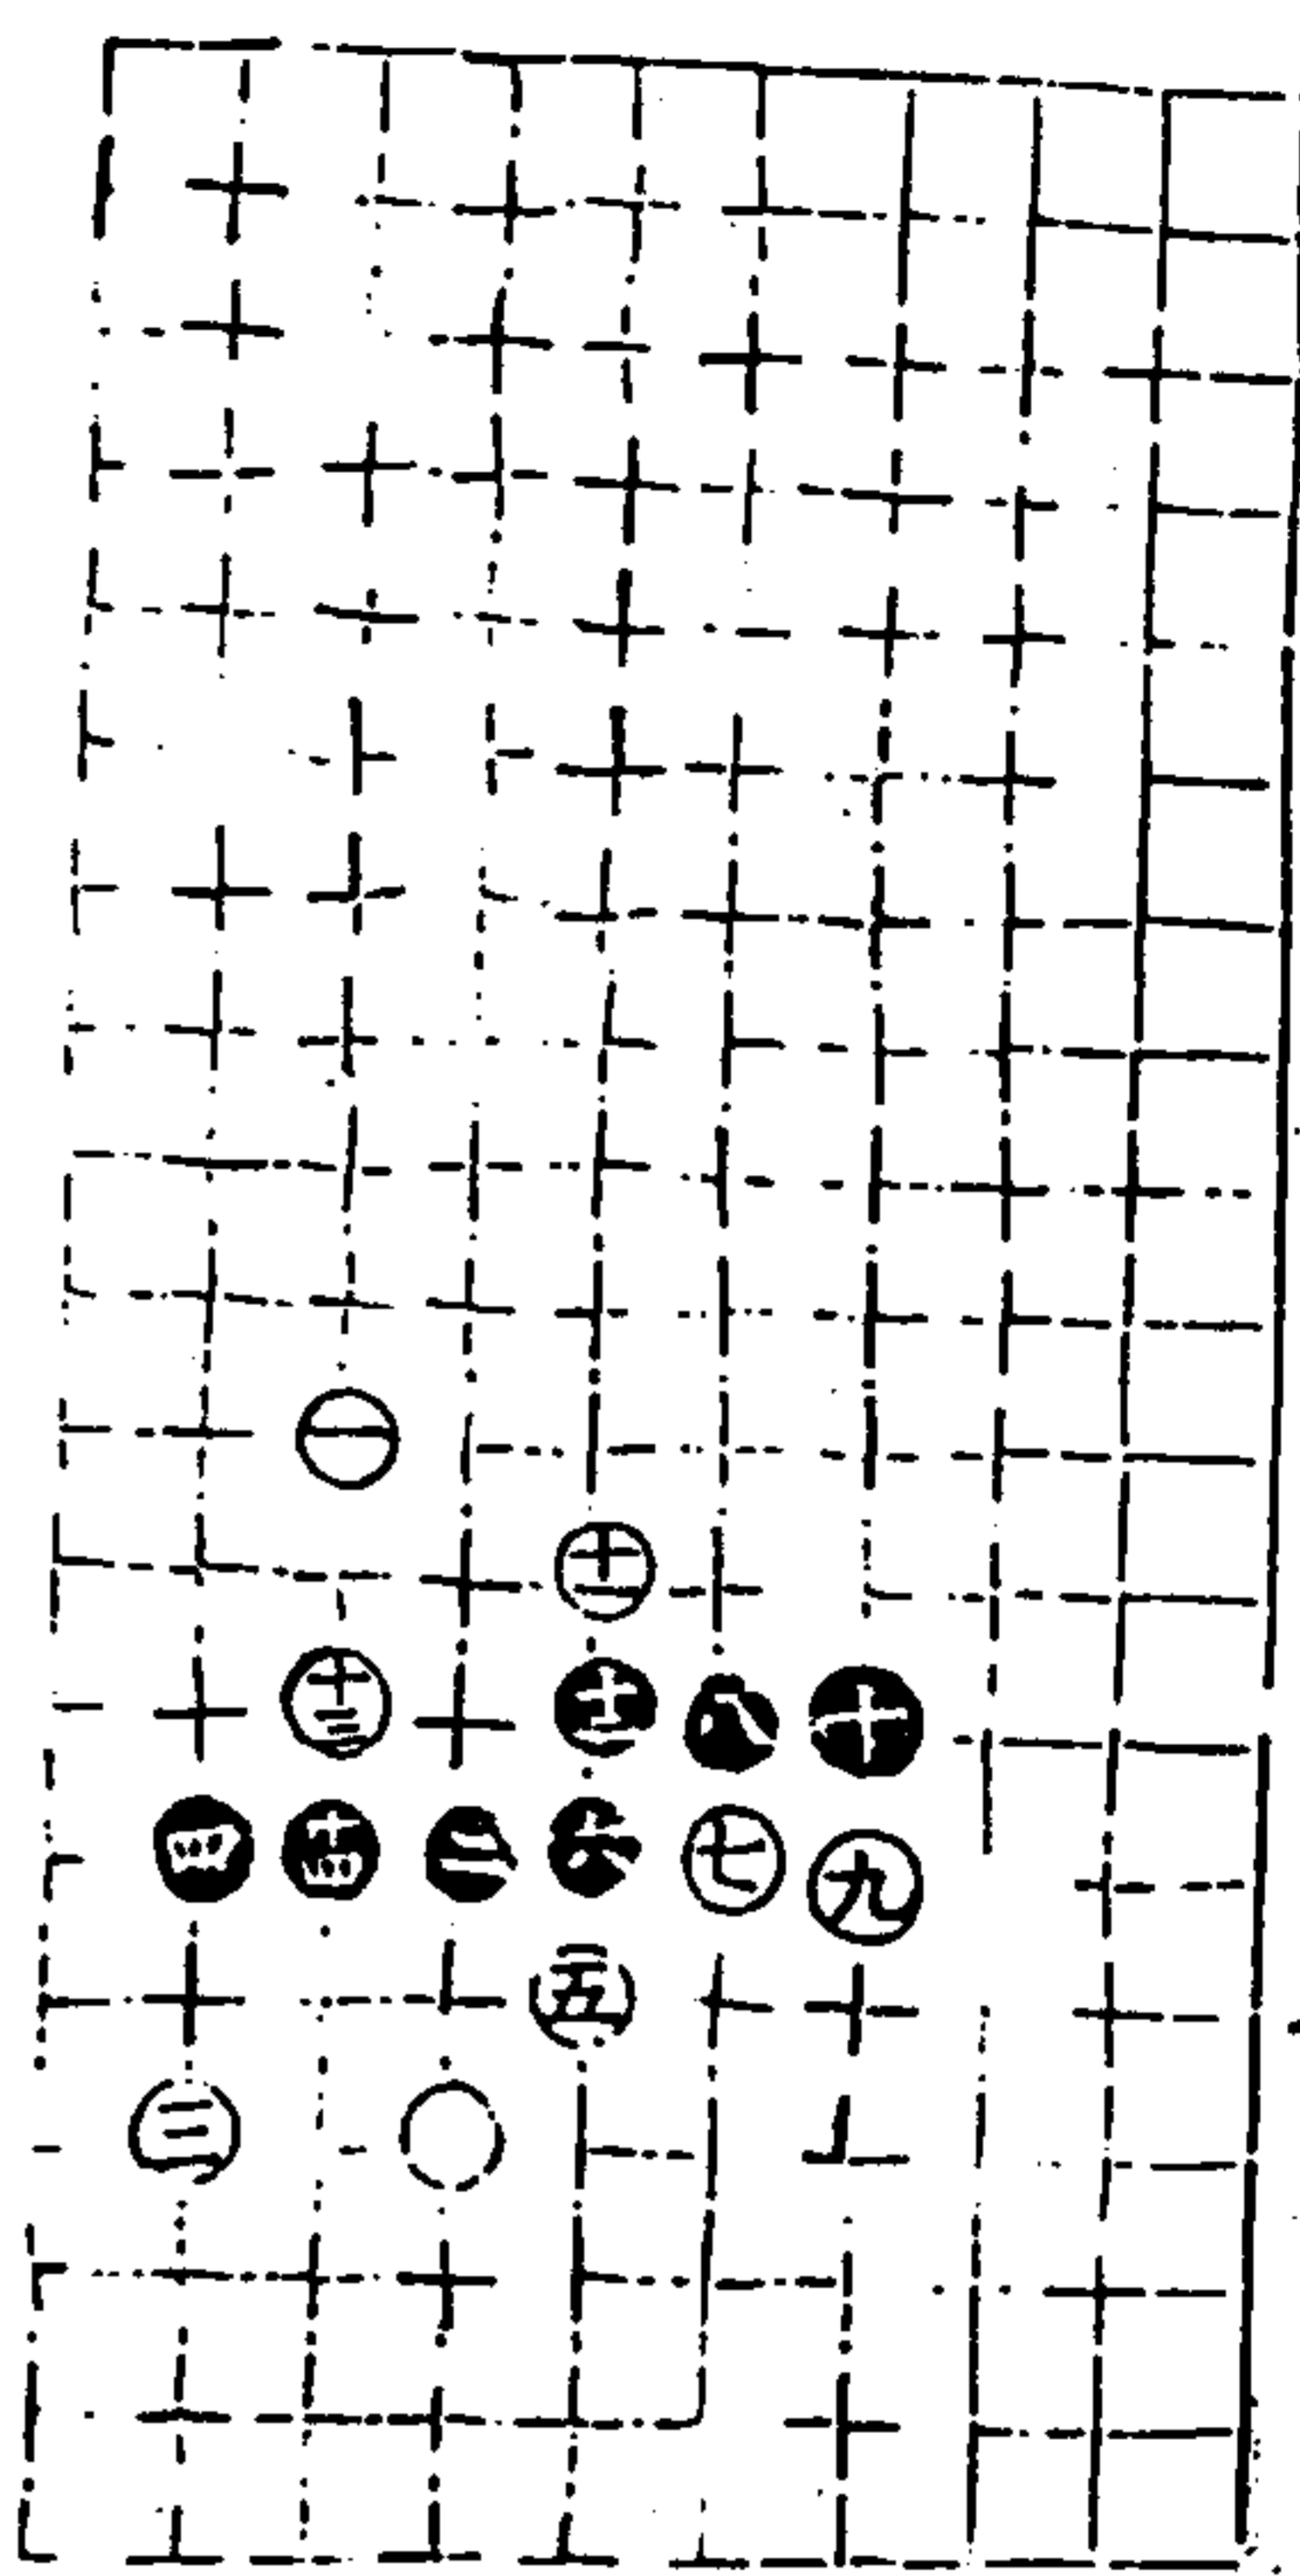 一
十一
十三 十二 八 十
四 十四 二 六 七 九
五
三